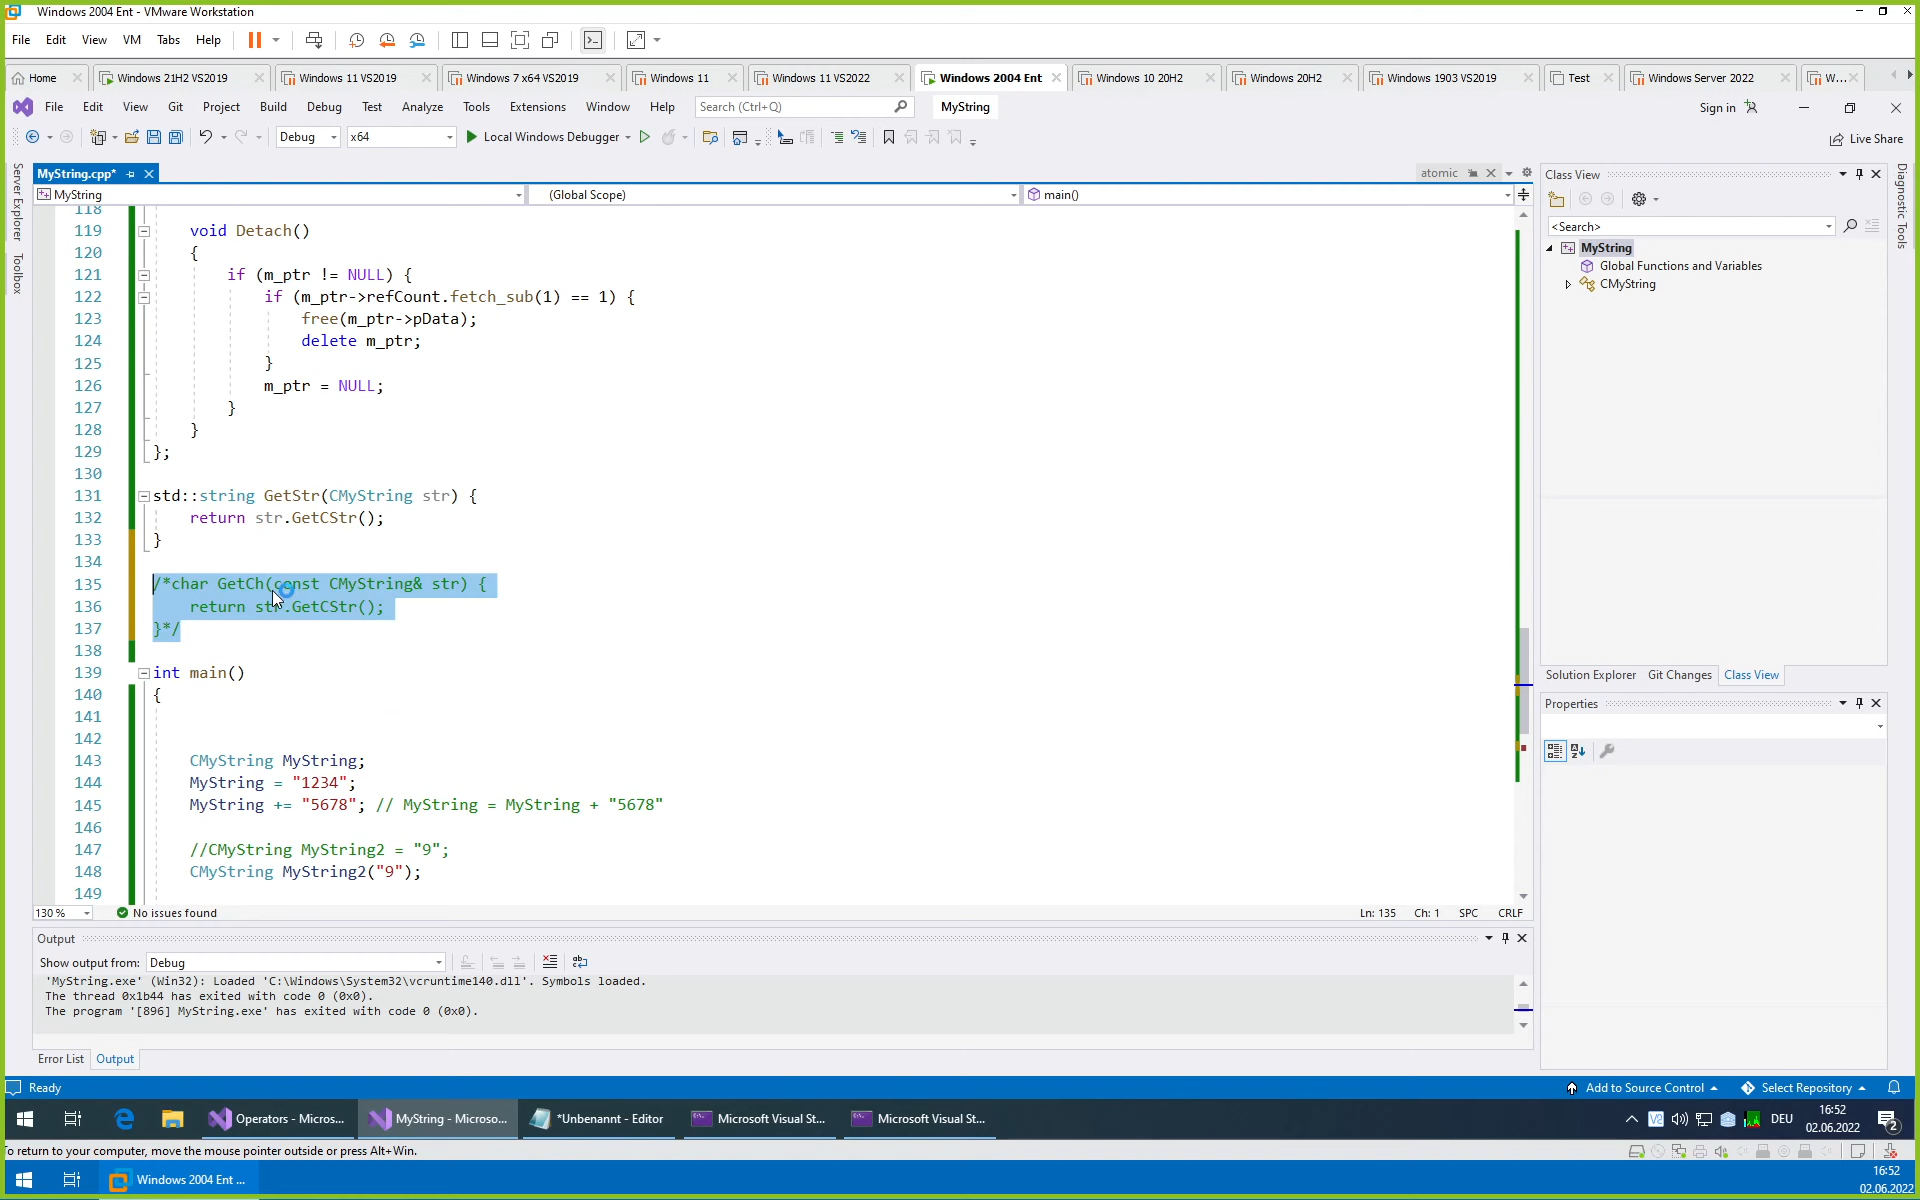 Windows 2004 Ent - VMware Workstation
File Edit View VM Tabs Help
Home Windows 21H2 VS2019 Windows 11 VS2019 Windows 7 x64 VS2019 Windows 11 Windows 11 VS2022 Windows 2004 Ent Windows 10 20H2 Windows 20H2 Windows 1903 VS2019 Test Windows Server 2022 W...
File Edit View Git Project Build Debug Test Analyze Tools Extensions Window Help Search (Ctrl+Q) MyString Sign in
Debug x64 Local Windows Debugger Live Share
Server Explorer
Toolbox
MyString.cpp* atomic
MyString (Global Scope) main()
118
119 void Detach()
120 {
121 if (m_ptr != NULL) {
122 if (m_ptr->refCount.fetch_sub(1) == 1) {
123 free(m_ptr->pData);
124 delete m_ptr;
125 }
126 m_ptr = NULL;
127 }
128 }
129 };
130
131 std::string GetStr(CMyString str) {
132 return str.GetCStr();
133 }
134
135 /*char GetCh(const CMyString& str) {
136 return str.GetCStr();
137 }*/
138
139 int main()
140 {
141
142
143 CMyString MyString;
144 MyString = "1234";
145 MyString += "5678"; // MyString = MyString + "5678"
146
147 //CMyString MyString2 = "9";
148 CMyString MyString2("9");
149
130 % No issues found Ln: 135 Ch: 1 SPC CRLF
Output
Show output from: Debug
'MyString.exe' (Win32): Loaded 'C:\Windows\System32\vcruntime140.dll'. Symbols loaded.
The thread 0x1b44 has exited with code 0 (0x0).
The program '[896] MyString.exe' has exited with code 0 (0x0).
Error List Output
Class View
<Search>
MyString
Global Functions and Variables
CMyString
Solution Explorer Git Changes Class View
Properties
Diagnostic Tools
Ready Add to Source Control Select Repository
Operators - Micros... MyString - Microso... *Unbenannt - Editor Microsoft Visual St... Microsoft Visual St... DEU 16:52
02.06.2022 2
To return to your computer, move the mouse pointer outside or press Alt+Win.
Windows 2004 Ent ... 16:52
02.06.2022